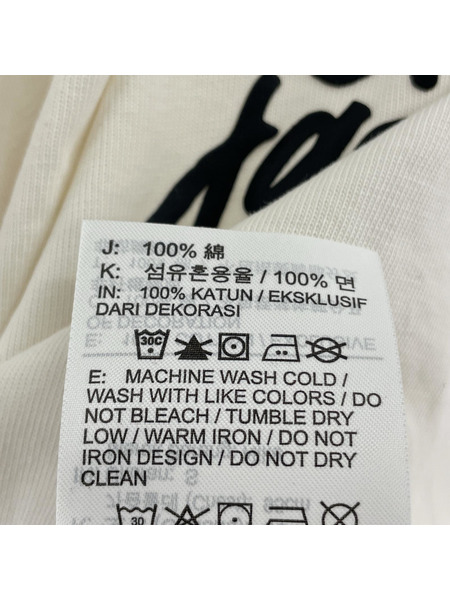 J: 100% 綿
K: 섬유혼용율 / 100% 면
IN: 100% KATUN / EKSKLUSIF
DARI DEKORASI
30C
E: MACHINE WASH COLD /
WASH WITH LIKE COLORS / DO
NOT BLEACH / TUMBLE DRY
LOW / WARM IRON / DO NOT
IRON DESIGN / DO NOT DRY
CLEAN
30